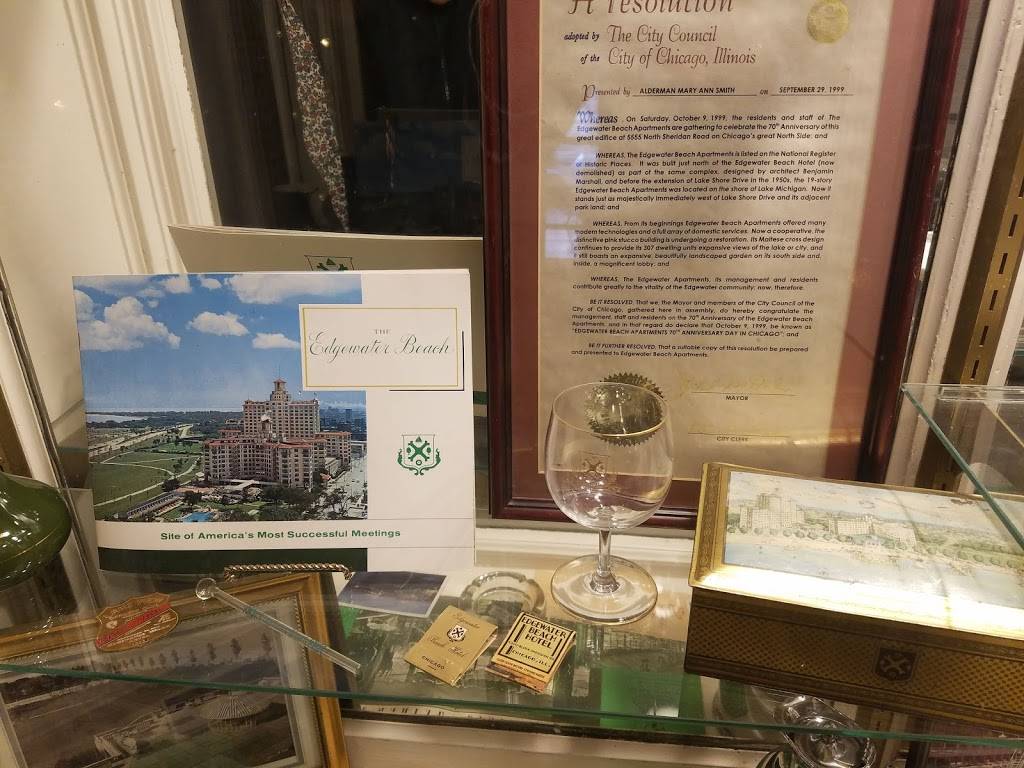 A resolution
adopted by The City Council
of the City of Chicago, Illinois
Presented by ALDERMAN MARY ANN SMITH on SEPTEMBER 29, 1999
Whereas, On Saturday, October 9, 1999, the residents and staff of The
Edgewater Beach Apartments are gathering to celebrate the 70th Anniversary of this
great edifice at 5555 North Sheridan Road on Chicago's great North Side; and
WHEREAS, The Edgewater Beach Apartments is listed on the National Register
of Historic Places. It was built just north of the Edgewater Beach Hotel (now
demolished) as part of the same complex, designed by architect Benjamin
Marshall, and before the extension of Lake Shore Drive in the 1950s, the 19-story
Edgewater Beach Apartments was located on the shore of Lake Michigan. Now it
stands just as majestically immediately west of Lake Shore Drive and its adjacent
park land; and
WHEREAS, From its beginnings Edgewater Beach Apartments offered many
modern technologies and a full array of domestic services. Now a cooperative, the
distinctive pink stucco building is undergoing a restoration. Its Maltese cross design
continues to provide its 307 dwelling units expansive views of the lake or city, and
it still boasts an expansive, beautifully landscaped garden on its south side and,
inside, a magnificent lobby; and
WHEREAS, The Edgewater Apartments, its management and residents
contribute greatly to the vitality of the Edgewater community; now, therefore,
BE IT RESOLVED, That we, the Mayor and members of the City Council of the
City of Chicago, gathered here in assembly, do hereby congratulate the
management, staff and residents on the 70th Anniversary of the Edgewater Beach
Apartments, and in that regard do declare that October 9, 1999, be known as
"EDGEWATER BEACH APARTMENTS 70th ANNIVERSARY DAY IN CHICAGO"; and
BE IT FURTHER RESOLVED, That a suitable copy of this resolution be prepared
and presented to Edgewater Beach Apartments.
MAYOR
CITY CLERK
THE
Edgewater Beach
Site of America's Most Successful Meetings
Edgewater
Beach Hotel
CHICAGO
EDGEWATER
BEACH
HOTEL
CHICAGO, ILL.